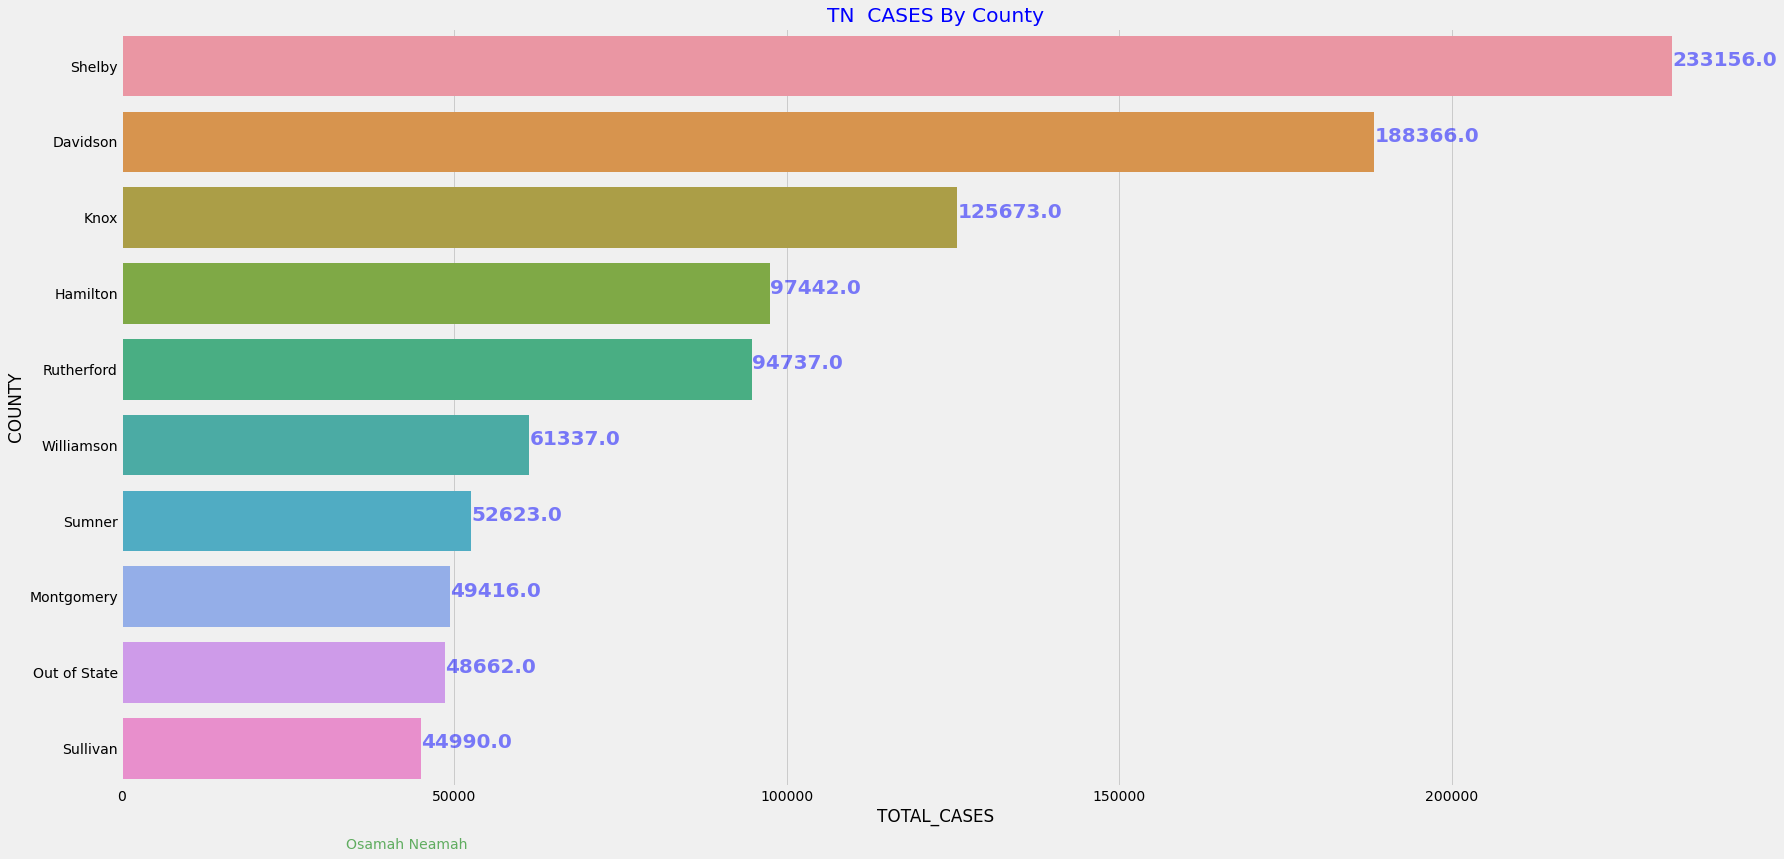 TN  CASES By County
COUNTY
Shelby 233156.0
Davidson 188366.0
Knox 125673.0
Hamilton 97442.0
Rutherford 94737.0
Williamson 61337.0
Sumner 52623.0
Montgomery 49416.0
Out of State 48662.0
Sullivan 44990.0
0 50000 100000 150000 200000
TOTAL_CASES
Osamah Neamah